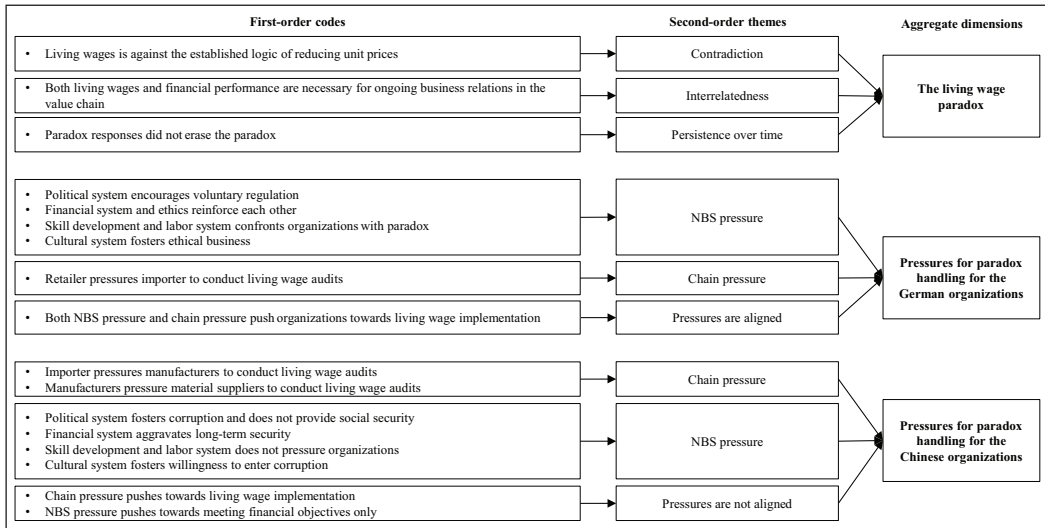 First-order codes
Second-order themes
Aggregate dimensions
• Living wages is against the established logic of reducing unit prices
Contradiction
• Both living wages and financial performance are necessary for ongoing business relations in the
value chain
Interrelatedness
• Paradox responses did not erase the paradox
Persistence over time
The living wage
paradox
• Political system encourages voluntary regulation
• Financial system and ethics reinforce each other
• Skill development and labor system confronts organizations with paradox
• Cultural system fosters ethical business
NBS pressure
• Retailer pressures importer to conduct living wage audits
Chain pressure
• Both NBS pressure and chain pressure push organizations towards living wage implementation
Pressures are aligned
Pressures for paradox
handling for the
German organizations
• Importer pressures manufacturers to conduct living wage audits
• Manufacturers pressure material suppliers to conduct living wage audits
Chain pressure
• Political system fosters corruption and does not provide social security
• Financial system aggravates long-term security
• Skill development and labor system does not pressure organizations
• Cultural system fosters willingness to enter corruption
NBS pressure
• Chain pressure pushes towards living wage implementation
• NBS pressure pushes towards meeting financial objectives only
Pressures are not aligned
Pressures for paradox
handling for the
Chinese organizations